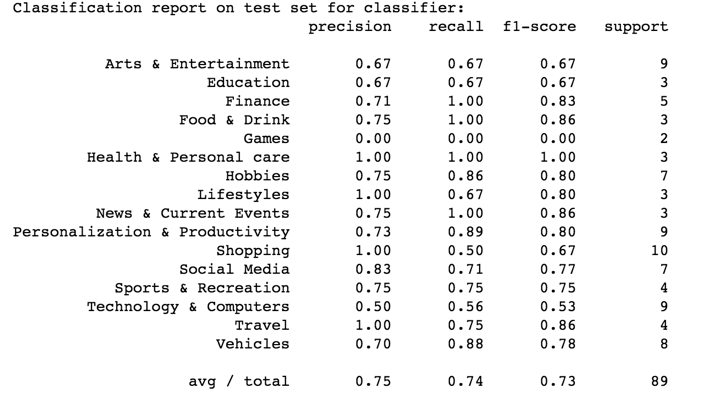 Classification report on test set for classifier:
precision recall f1-score support
Arts & Entertainment 0.67 0.67 0.67 9
Education 0.67 0.67 0.67 3
Finance 0.71 1.00 0.83 5
Food & Drink 0.75 1.00 0.86 3
Games 0.00 0.00 0.00 2
Health & Personal care 1.00 1.00 1.00 3
Hobbies 0.75 0.86 0.80 7
Lifestyles 1.00 0.67 0.80 3
News & Current Events 0.75 1.00 0.86 3
Personalization & Productivity 0.73 0.89 0.80 9
Shopping 1.00 0.50 0.67 10
Social Media 0.83 0.71 0.77 7
Sports & Recreation 0.75 0.75 0.75 4
Technology & Computers 0.50 0.56 0.53 9
Travel 1.00 0.75 0.86 4
Vehicles 0.70 0.88 0.78 8
avg / total 0.75 0.74 0.73 89